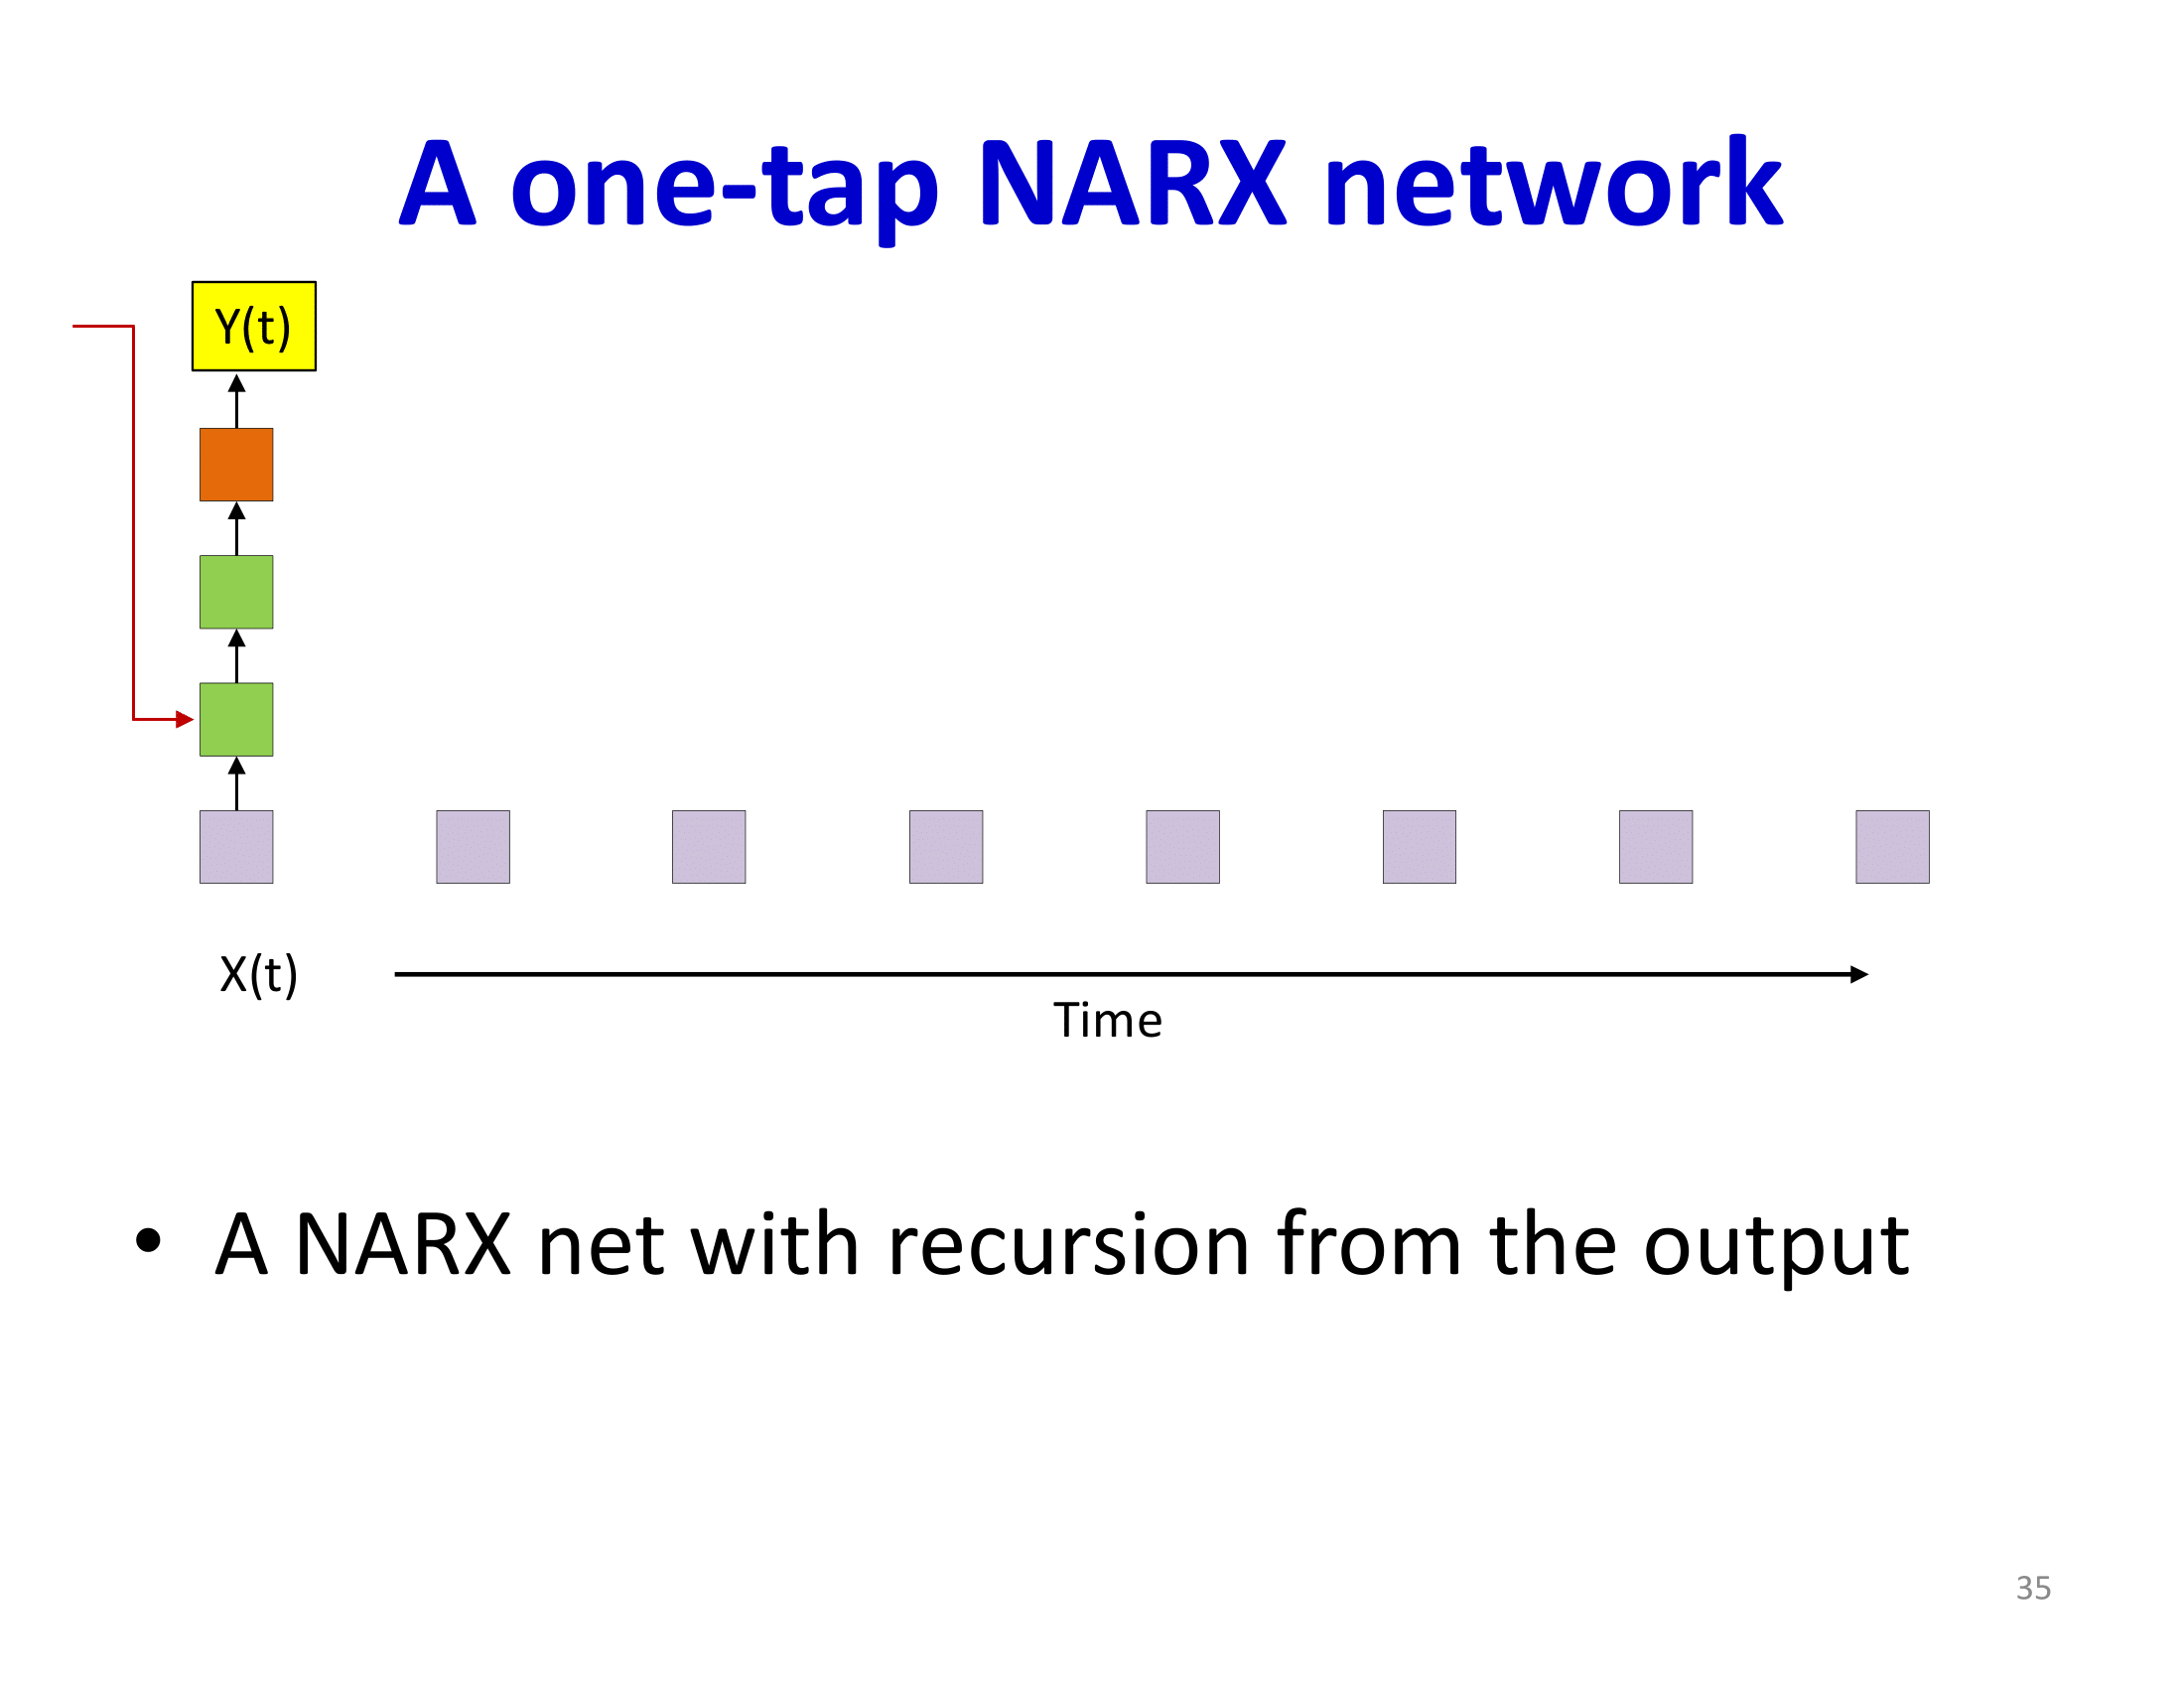 A one-tap NARX network
Y(t)
X(t)
Time
• A NARX net with recursion from the output
35